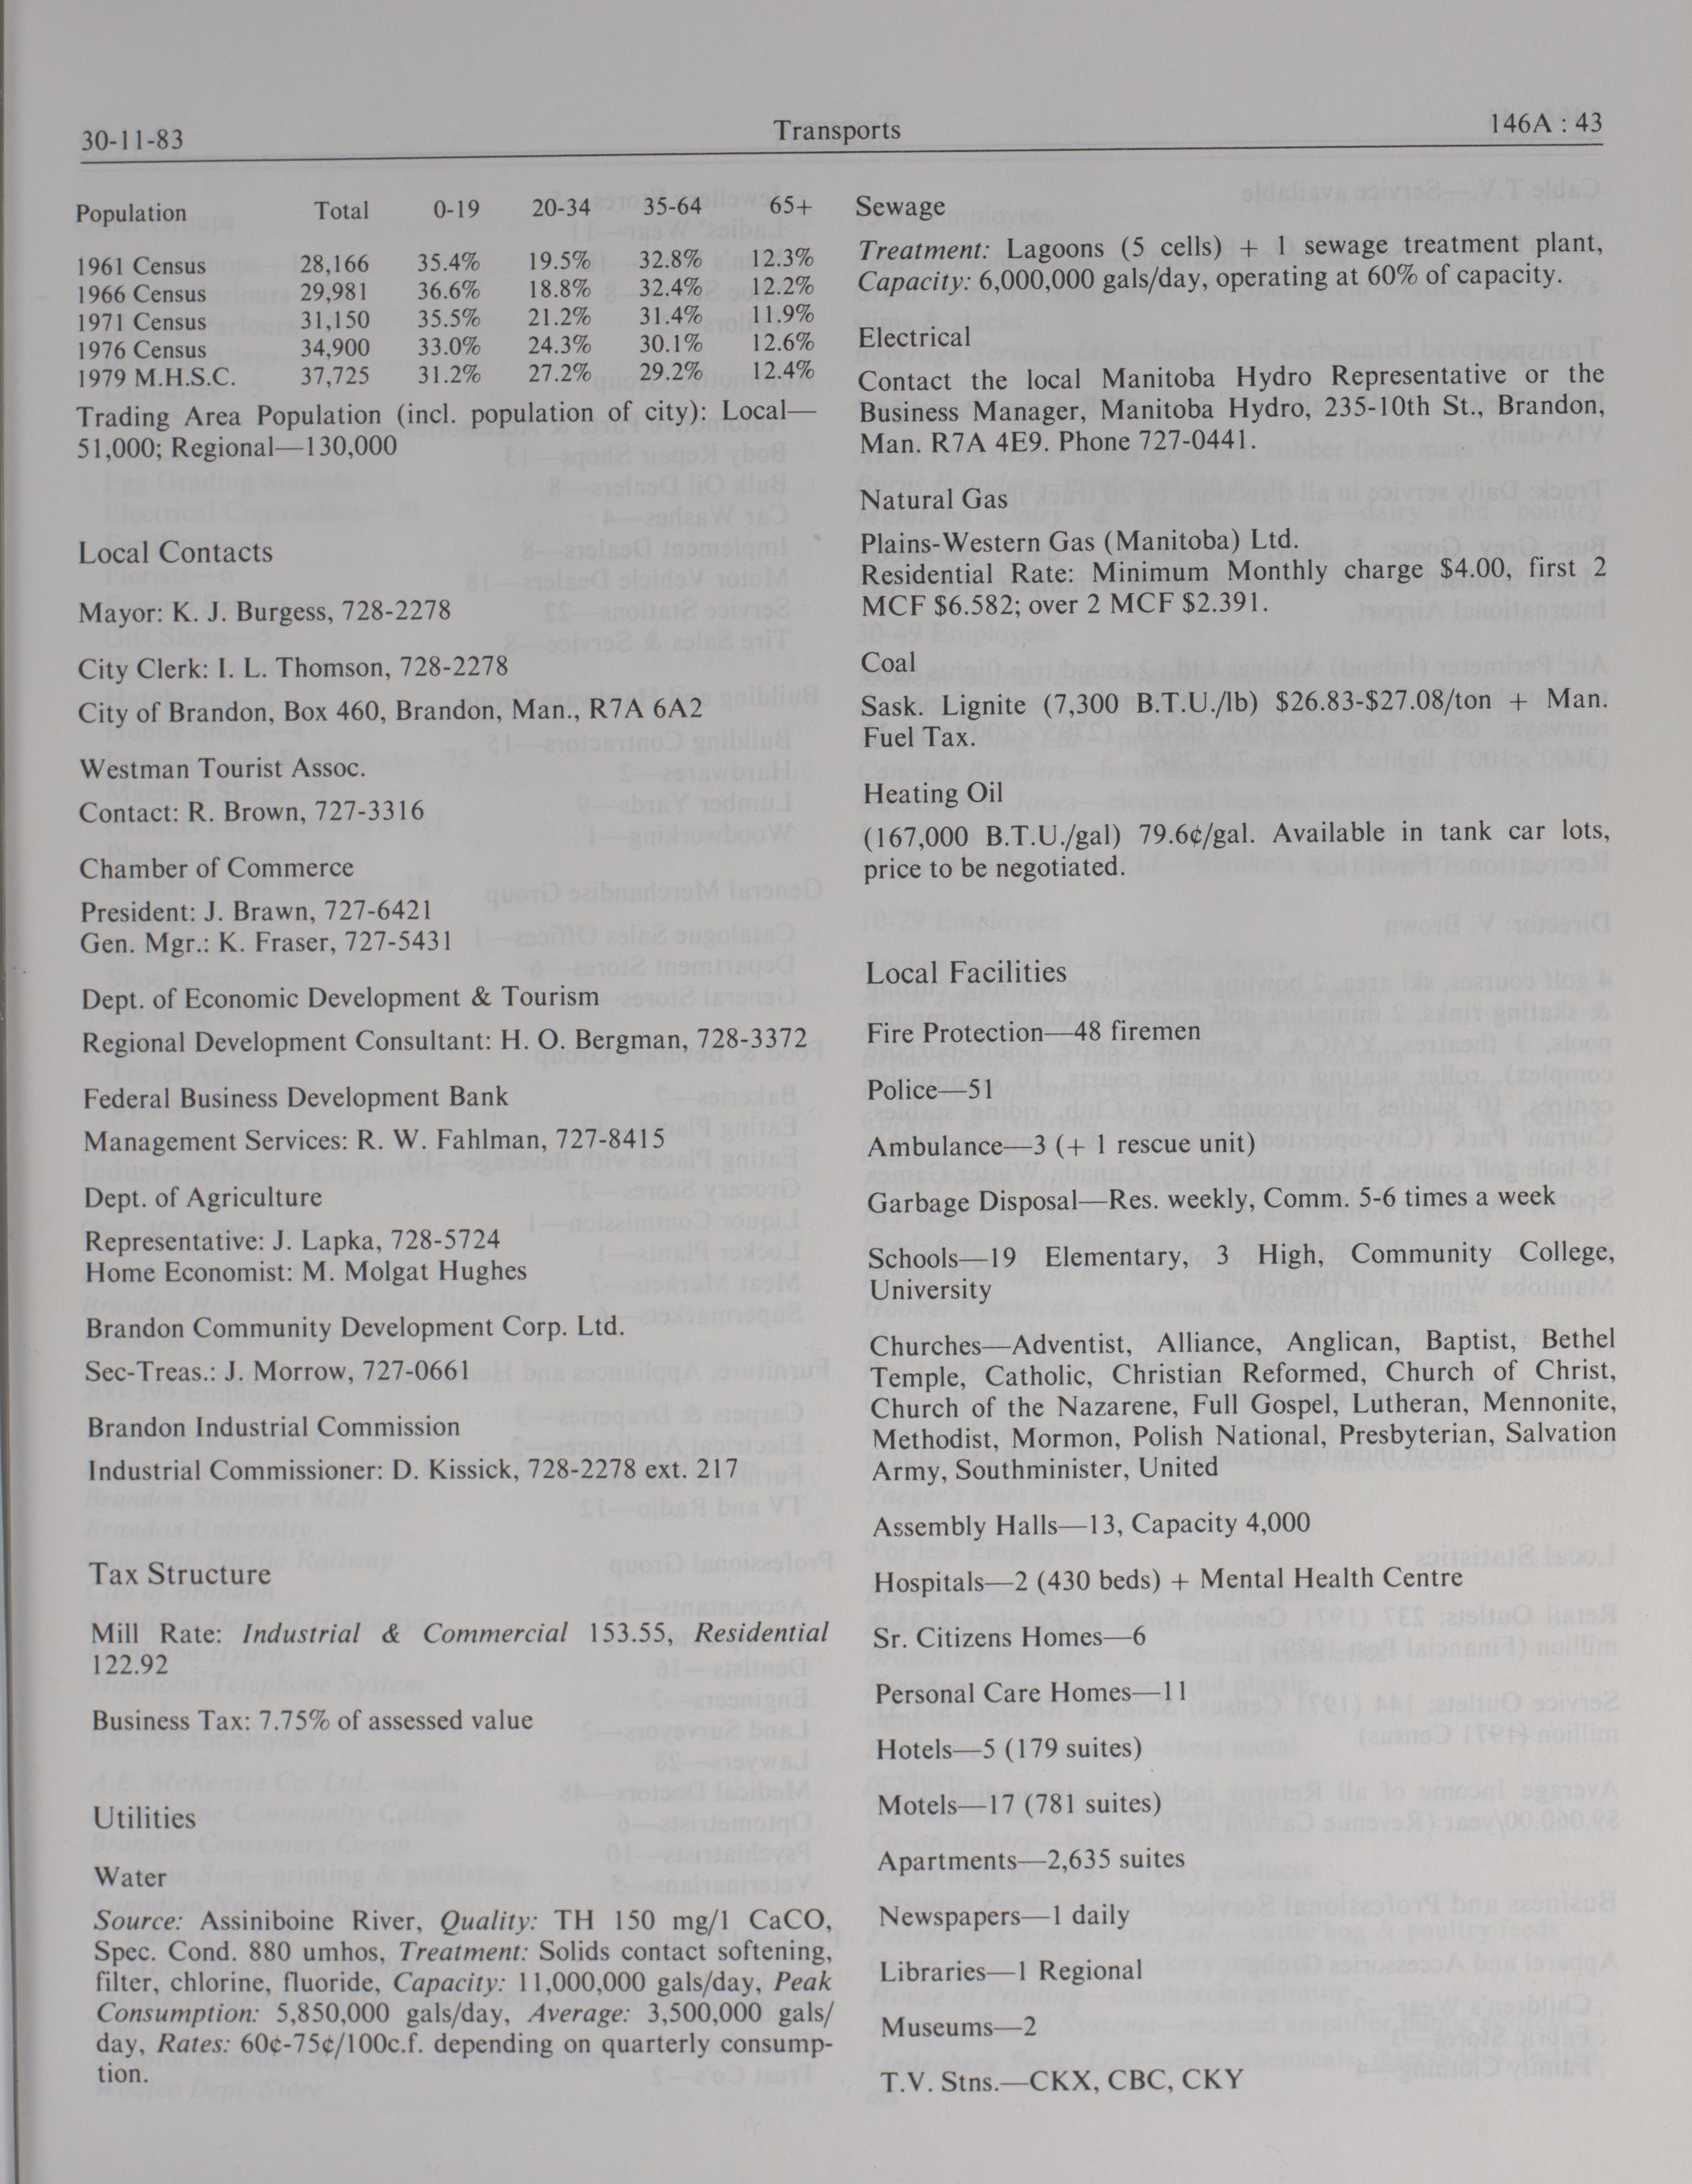 30-11-83 Transports 146A : 43
Population Total 0-19 20-34 35-64 65+
1961 Census 28,166 35.4% 19.5% 32.8% 12.3%
1966 Census 29,981 36.6% 18.8% 32.4% 12.2%
1971 Census 31,150 35.5% 21.2% 31.4% 11.9%
1976 Census 34,900 33.0% 24.3% 30.1% 12.6%
1979 M.H.S.C. 37,725 31.2% 27.2% 29.2% 12.4%
Trading Area Population (incl. population of city): Local—
51,000; Regional—130,000
Local Contacts
Mayor: K. J. Burgess, 728-2278
City Clerk: I. L. Thomson, 728-2278
City of Brandon, Box 460, Brandon, Man., R7A 6A2
Westman Tourist Assoc.
Contact: R. Brown, 727-3316
Chamber of Commerce
President: J. Brawn, 727-6421
Gen. Mgr.: K. Fraser, 727-5431
Dept. of Economic Development & Tourism
Regional Development Consultant: H. O. Bergman, 728-3372
Federal Business Development Bank
Management Services: R. W. Fahlman, 727-8415
Dept. of Agriculture
Representative: J. Lapka, 728-5724
Home Economist: M. Molgat Hughes
Brandon Community Development Corp. Ltd.
Sec-Treas.: J. Morrow, 727-0661
Brandon Industrial Commission
Industrial Commissioner: D. Kissick, 728-2278 ext. 217
Tax Structure
Mill Rate: Industrial & Commercial 153.55, Residential
122.92
Business Tax: 7.75% of assessed value
Utilities
Water
Source: Assiniboine River, Quality: TH 150 mg/1 CaCO,
Spec. Cond. 880 umhos, Treatment: Solids contact softening,
filter, chlorine, fluoride, Capacity: 11,000,000 gals/day, Peak
Consumption: 5,850,000 gals/day, Average: 3,500,000 gals/
day, Rates: 60¢-75¢/100c.f. depending on quarterly consump-
tion.
Sewage
Treatment: Lagoons (5 cells) + 1 sewage treatment plant,
Capacity: 6,000,000 gals/day, operating at 60% of capacity.
Electrical
Contact the local Manitoba Hydro Representative or the
Business Manager, Manitoba Hydro, 235-10th St., Brandon,
Man. R7A 4E9. Phone 727-0441.
Natural Gas
Plains-Western Gas (Manitoba) Ltd.
Residential Rate: Minimum Monthly charge $4.00, first 2
MCF $6.582; over 2 MCF $2.391.
Coal
Sask. Lignite (7,300 B.T.U./lb) $26.83-$27.08/ton + Man.
Fuel Tax.
Heating Oil
(167,000 B.T.U./gal) 79.6¢/gal. Available in tank car lots,
price to be negotiated.
Local Facilities
Fire Protection—48 firemen
Police—51
Ambulance—3 (+ 1 rescue unit)
Garbage Disposal—Res. weekly, Comm. 5-6 times a week
Schools—19 Elementary, 3 High, Community College,
University
Churches—Adventist, Alliance, Anglican, Baptist, Bethel
Temple, Catholic, Christian Reformed, Church of Christ,
Church of the Nazarene, Full Gospel, Lutheran, Mennonite,
Methodist, Mormon, Polish National, Presbyterian, Salvation
Army, Southminister, United
Assembly Halls—13, Capacity 4,000
Hospitals—2 (430 beds) + Mental Health Centre
Sr. Citizens Homes—6
Personal Care Homes—11
Hotels—5 (179 suites)
Motels—17 (781 suites)
Apartments—2,635 suites
Newspapers—1 daily
Libraries—1 Regional
Museums—2
T.V. Stns.—CKX, CBC, CKY